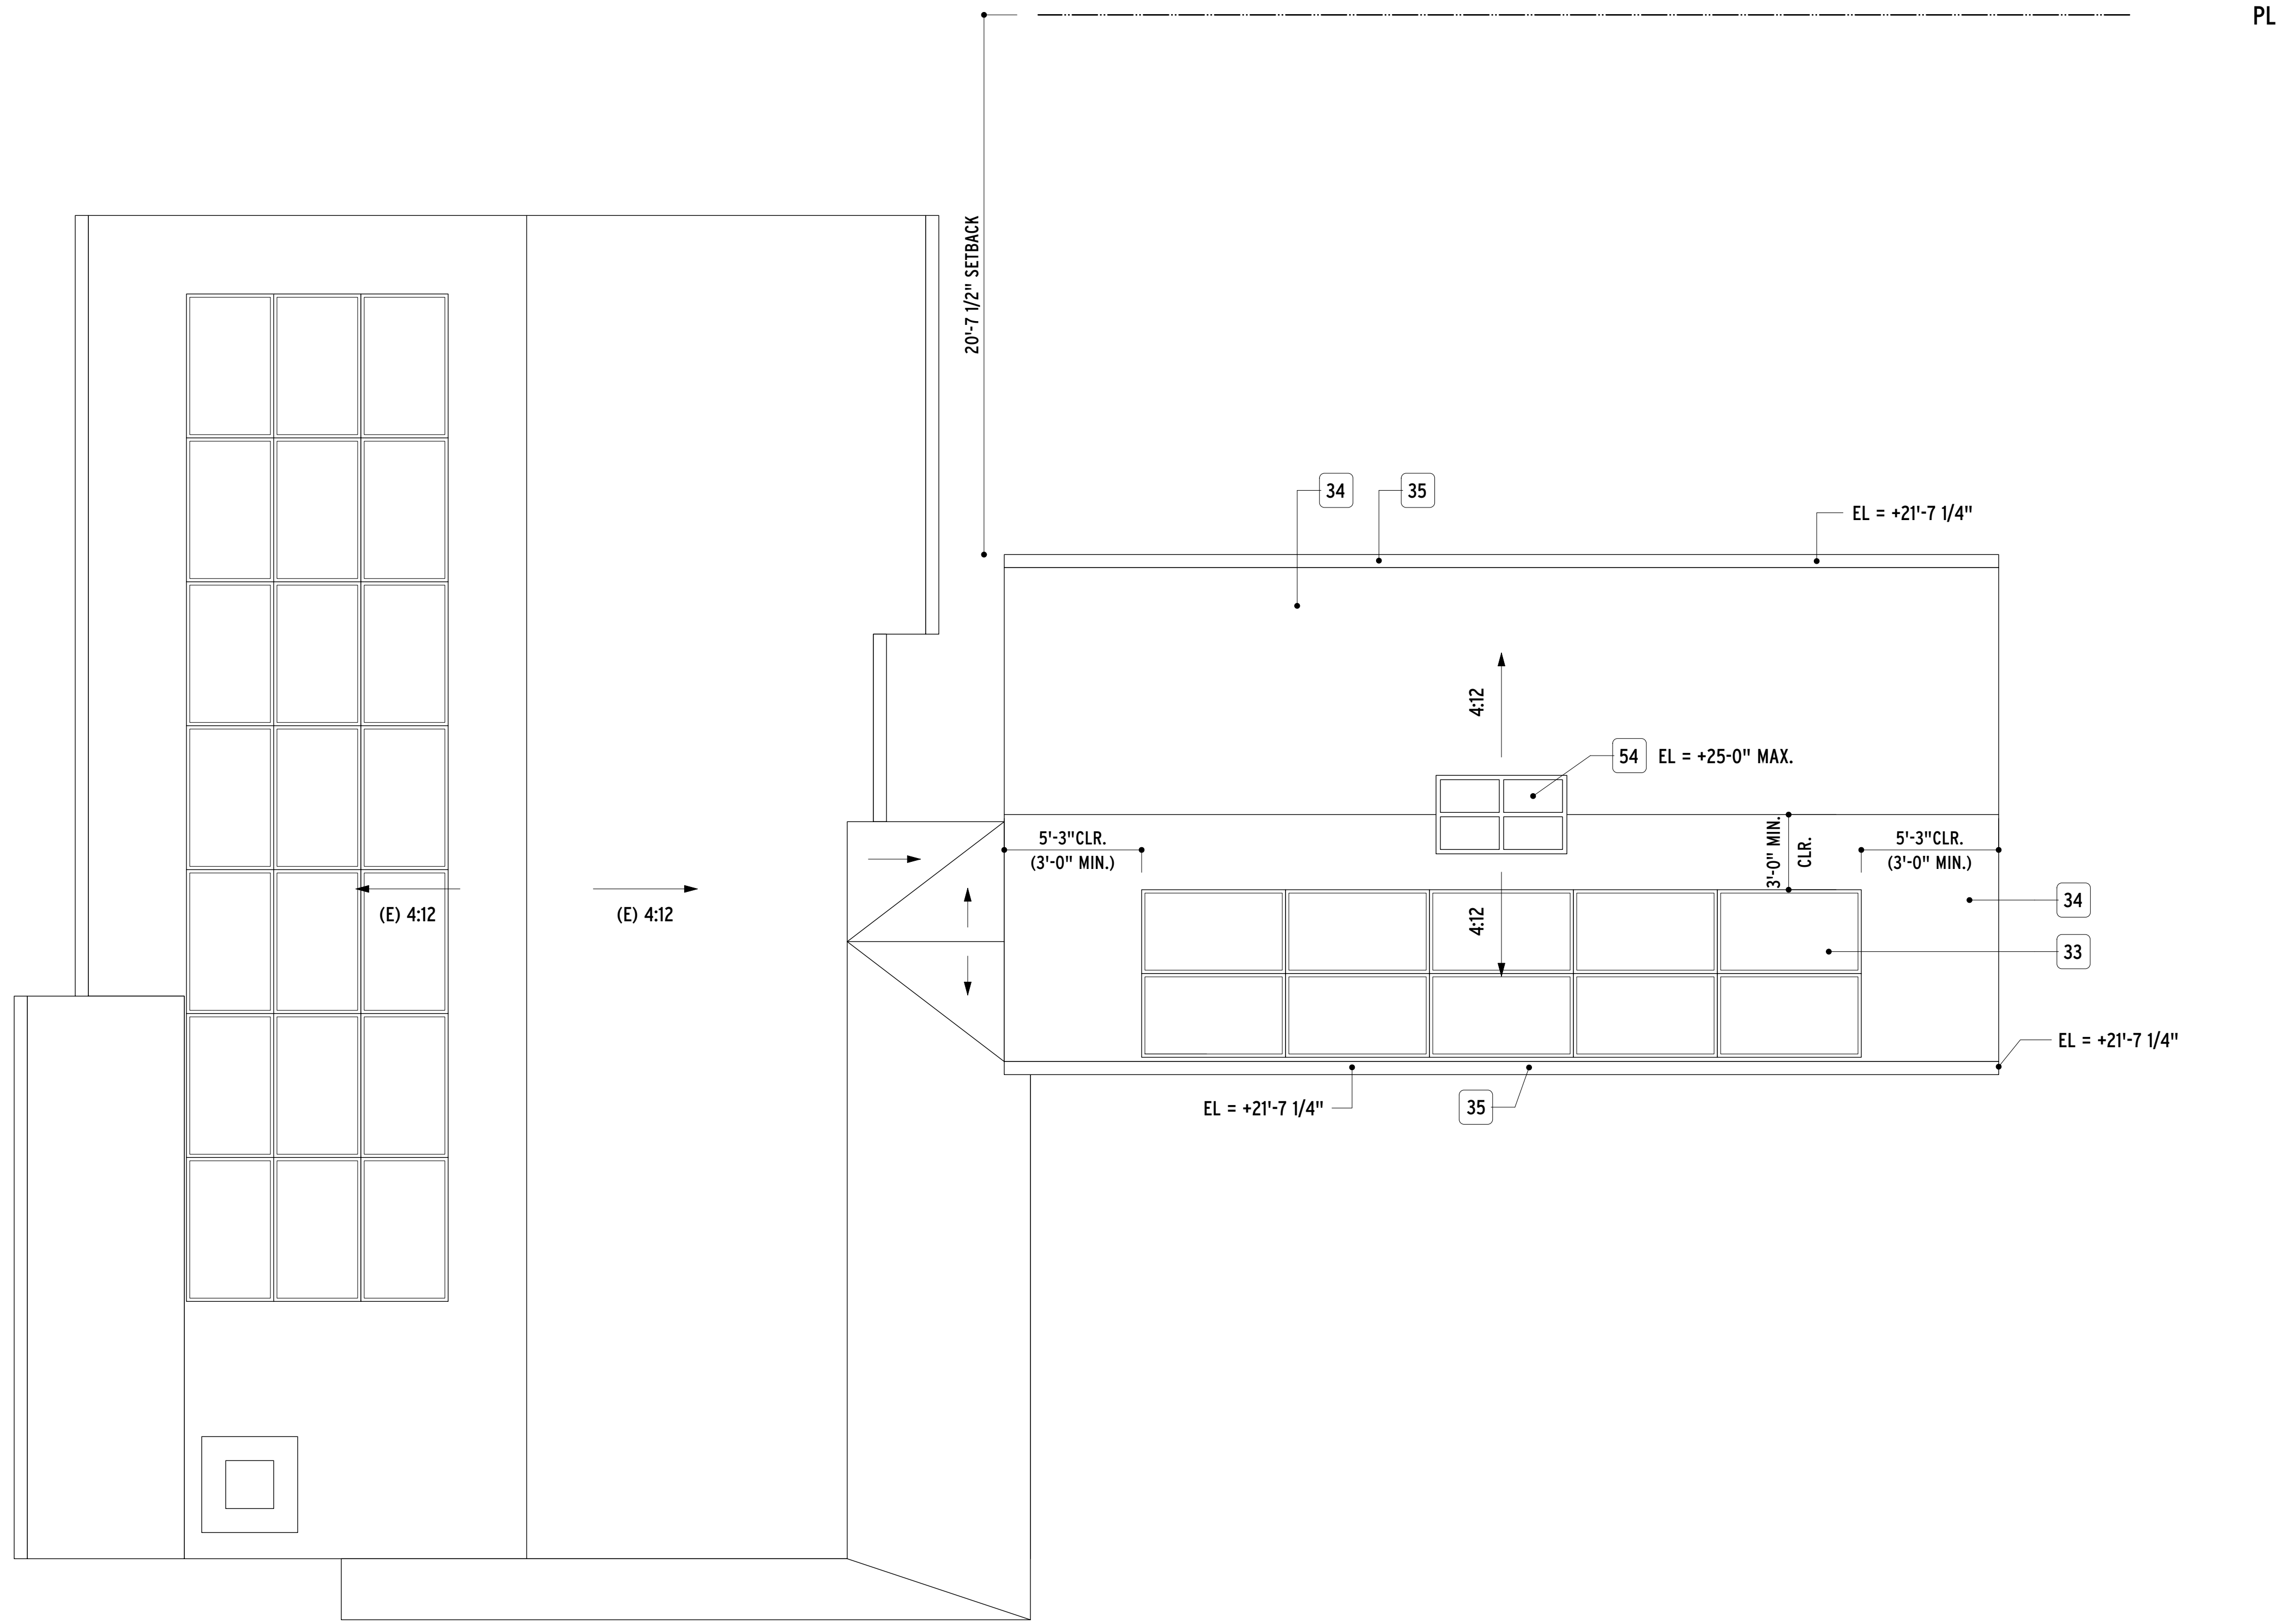 PL
20'-7 1/2" SETBACK
34
35
EL = +21'-7 1/4"
4:12
54
EL = +25-0" MAX.
5'-3"CLR.
(3'-0" MIN.)
3'-0" MIN.
CLR.
5'-3"CLR.
(3'-0" MIN.)
(E) 4:12
(E) 4:12
4:12
34
33
EL = +21'-7 1/4"
EL = +21'-7 1/4"
35